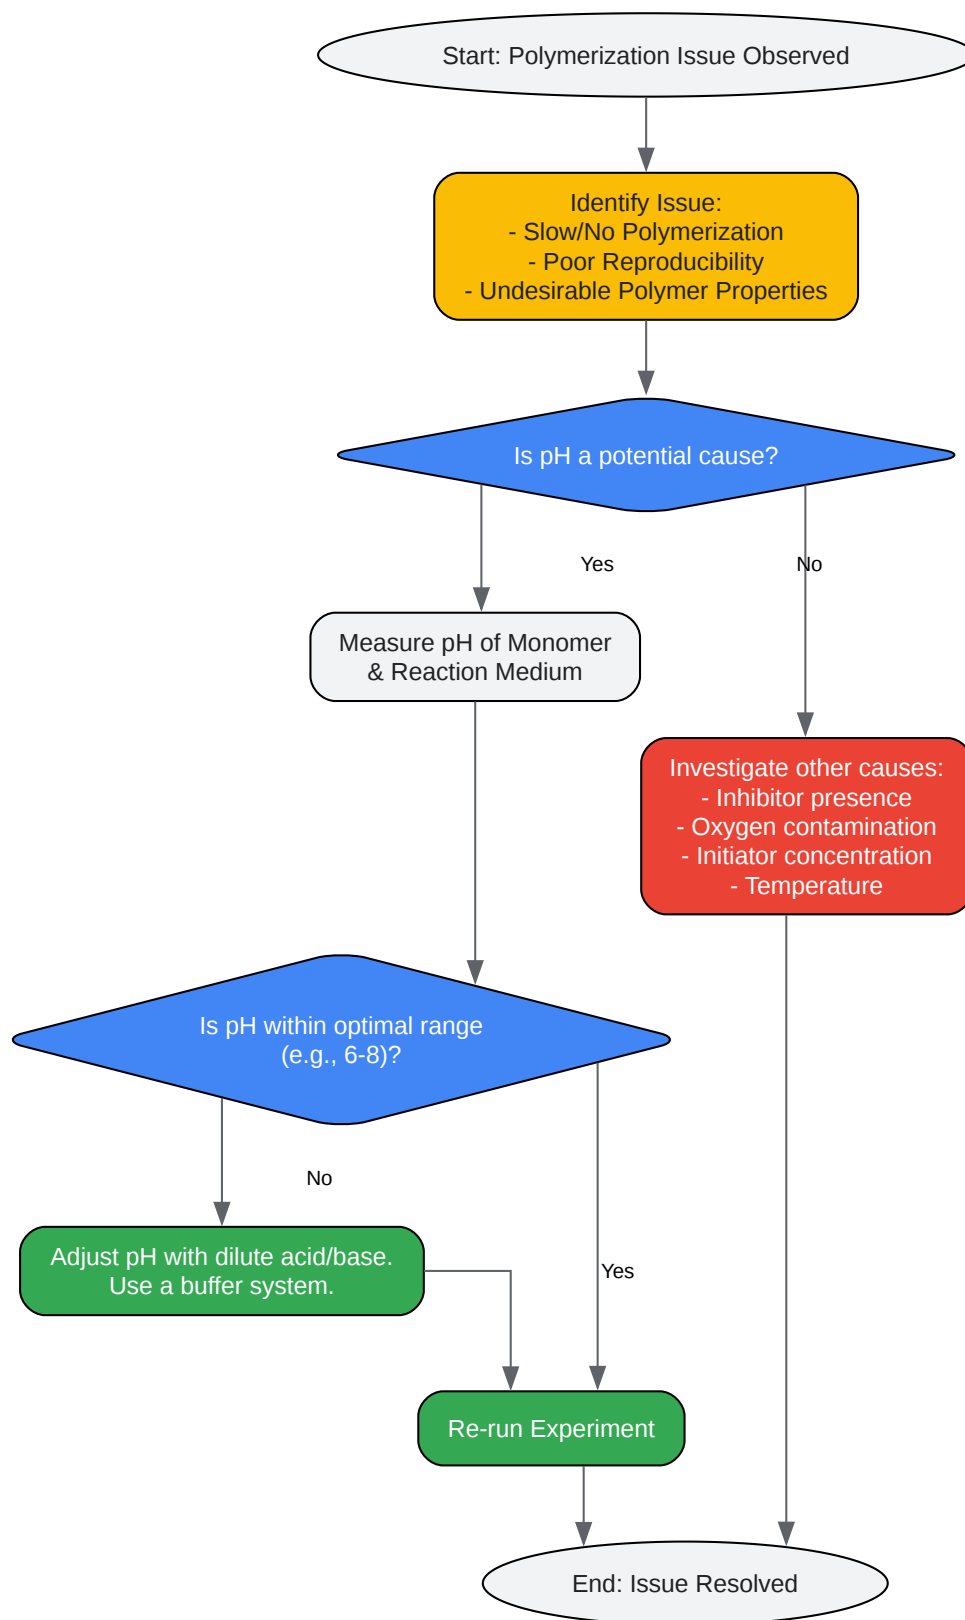 Start: Polymerization Issue Observed
Identify Issue:
- Slow/No Polymerization
- Poor Reproducibility
- Undesirable Polymer Properties
Is pH a potential cause?
Yes
No
Measure pH of Monomer
& Reaction Medium
Investigate other causes:
- Inhibitor presence
- Oxygen contamination
- Initiator concentration
- Temperature
Is pH within optimal range
(e.g., 6-8)?
No
Adjust pH with dilute acid/base.
Use a buffer system.
Yes
Re-run Experiment
End: Issue Resolved